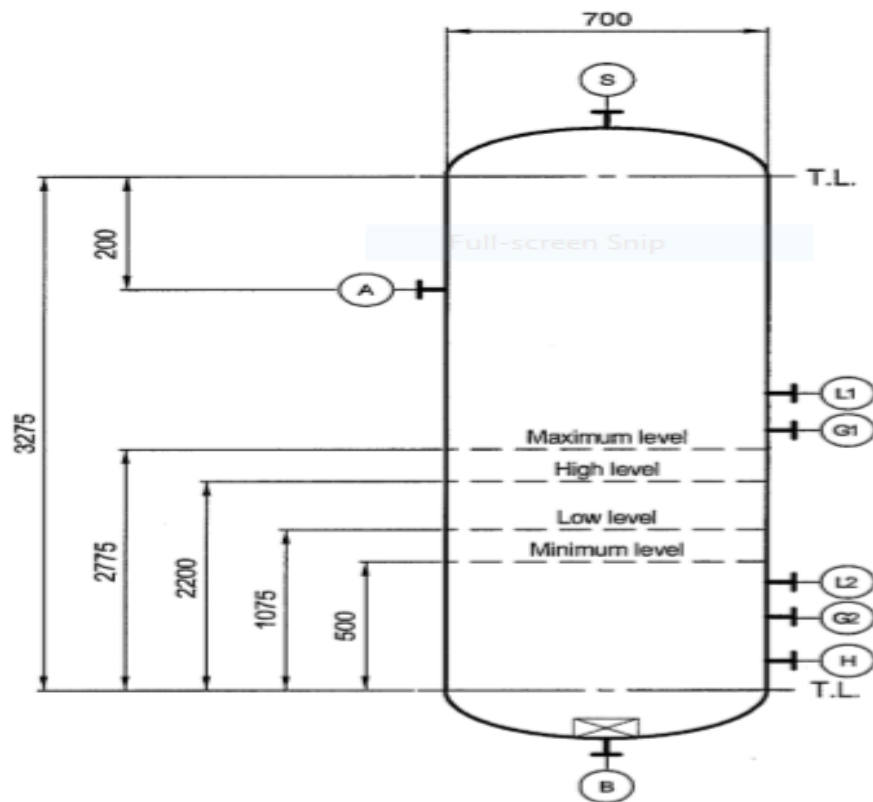 700
S
T.L.
200
Full-screen Snip
A
L1
3275
G1
Maximum level
High level
2775
2200
Low level
1075
Minimum level
500
L2
G2
H
T.L.
B